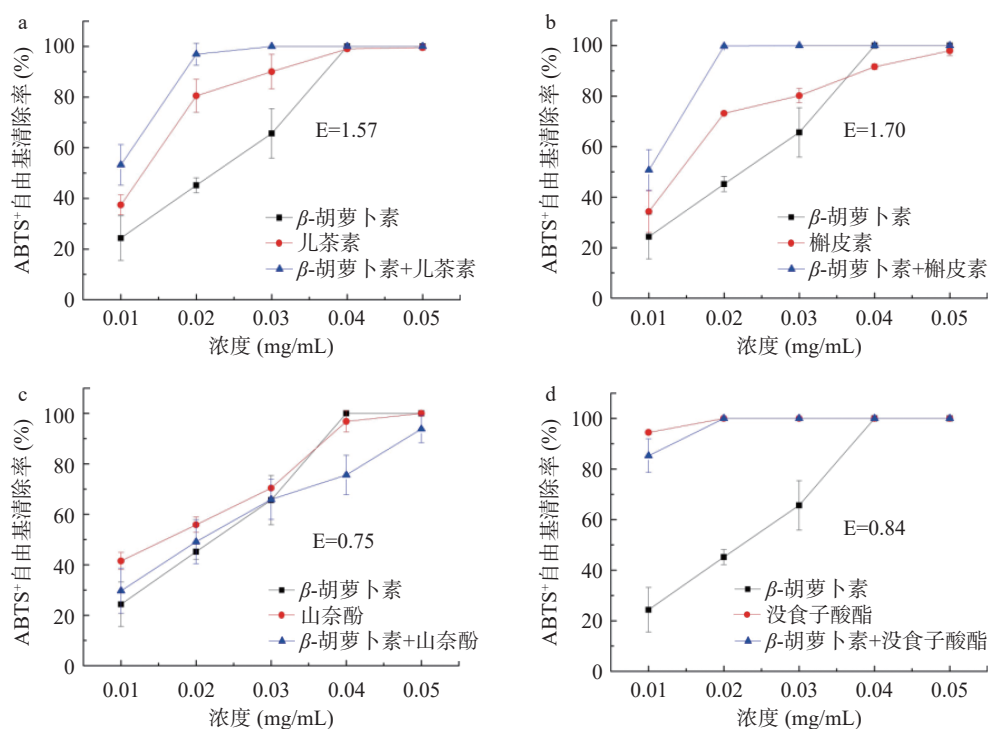 a
ABTS⁺自由基清除率 (%)
100
80
60
40
20
0
E=1.57
β-胡萝卜素
儿茶素
β-胡萝卜素+儿茶素
0.01 0.02 0.03 0.04 0.05
浓度 (mg/mL)
b
ABTS⁺自由基清除率 (%)
100
80
60
40
20
0
E=1.70
β-胡萝卜素
槲皮素
β-胡萝卜素+槲皮素
0.01 0.02 0.03 0.04 0.05
浓度 (mg/mL)
c
ABTS⁺自由基清除率 (%)
100
80
60
40
20
0
E=0.75
β-胡萝卜素
山奈酚
β-胡萝卜素+山奈酚
0.01 0.02 0.03 0.04 0.05
浓度 (mg/mL)
d
ABTS⁺自由基清除率 (%)
100
80
60
40
20
0
E=0.84
β-胡萝卜素
没食子酸酯
β-胡萝卜素+没食子酸酯
0.01 0.02 0.03 0.04 0.05
浓度 (mg/mL)